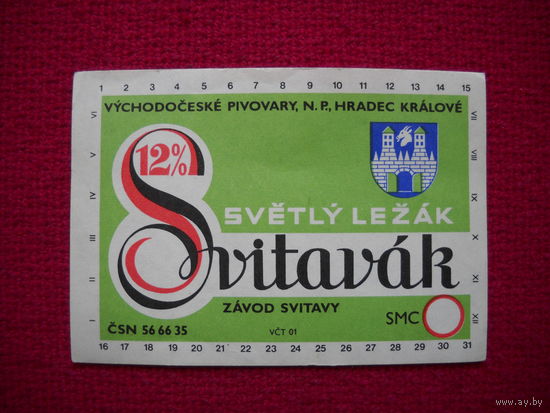 1 2 3 4 5 6 7 8 9 10 11 12 13 14 15
VÝCHODOČESKÉ PIVOVARY, N. P., HRADEC KRÁLOVÉ
12%
SVĚTLÝ LEŽÁK
Svitavák
ZÁVOD SVITAVY
ČSN 56 66 35
VČT 01
SMC
VI V IV III II I
VII VIII IX X XI XII
16 17 18 19 20 21 22 23 24 25 26 27 28 29 30 31
www.ay.by